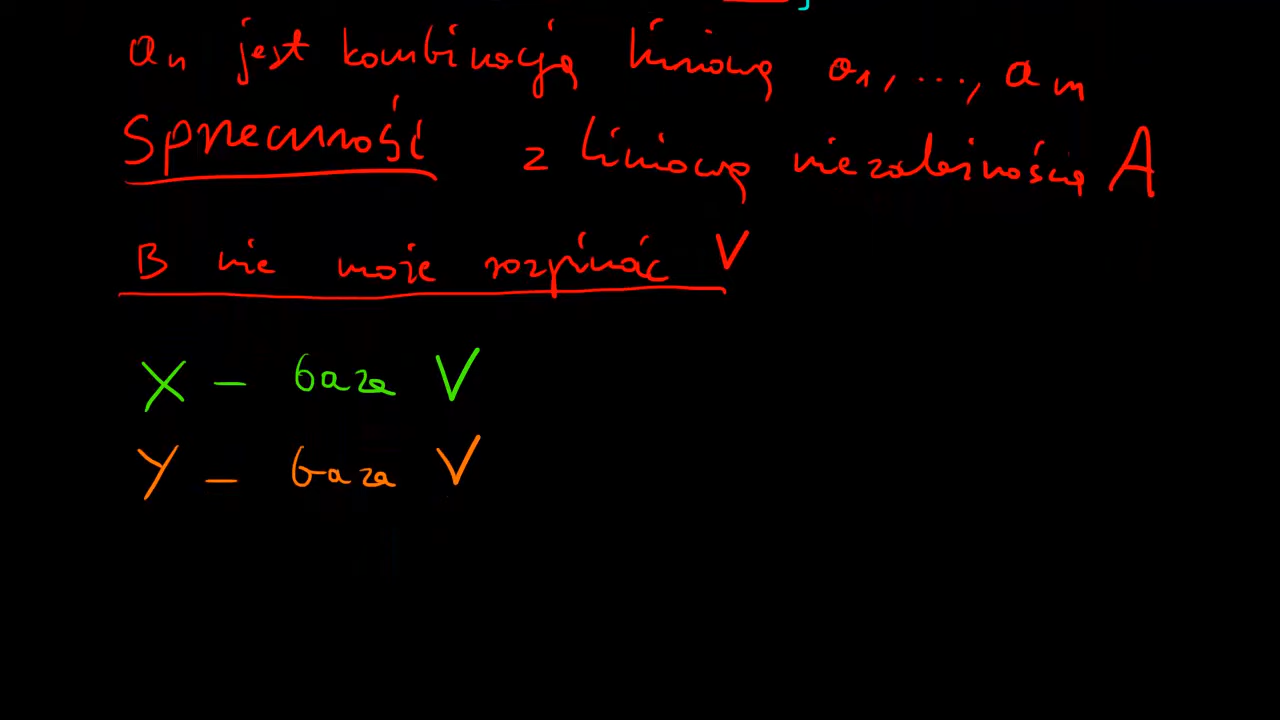 an jest kombinacją liniową a1, ..., am
Sprzeczność z liniową niezależnością A
B nie może rozpinać V
X - baza V
Y - baza V